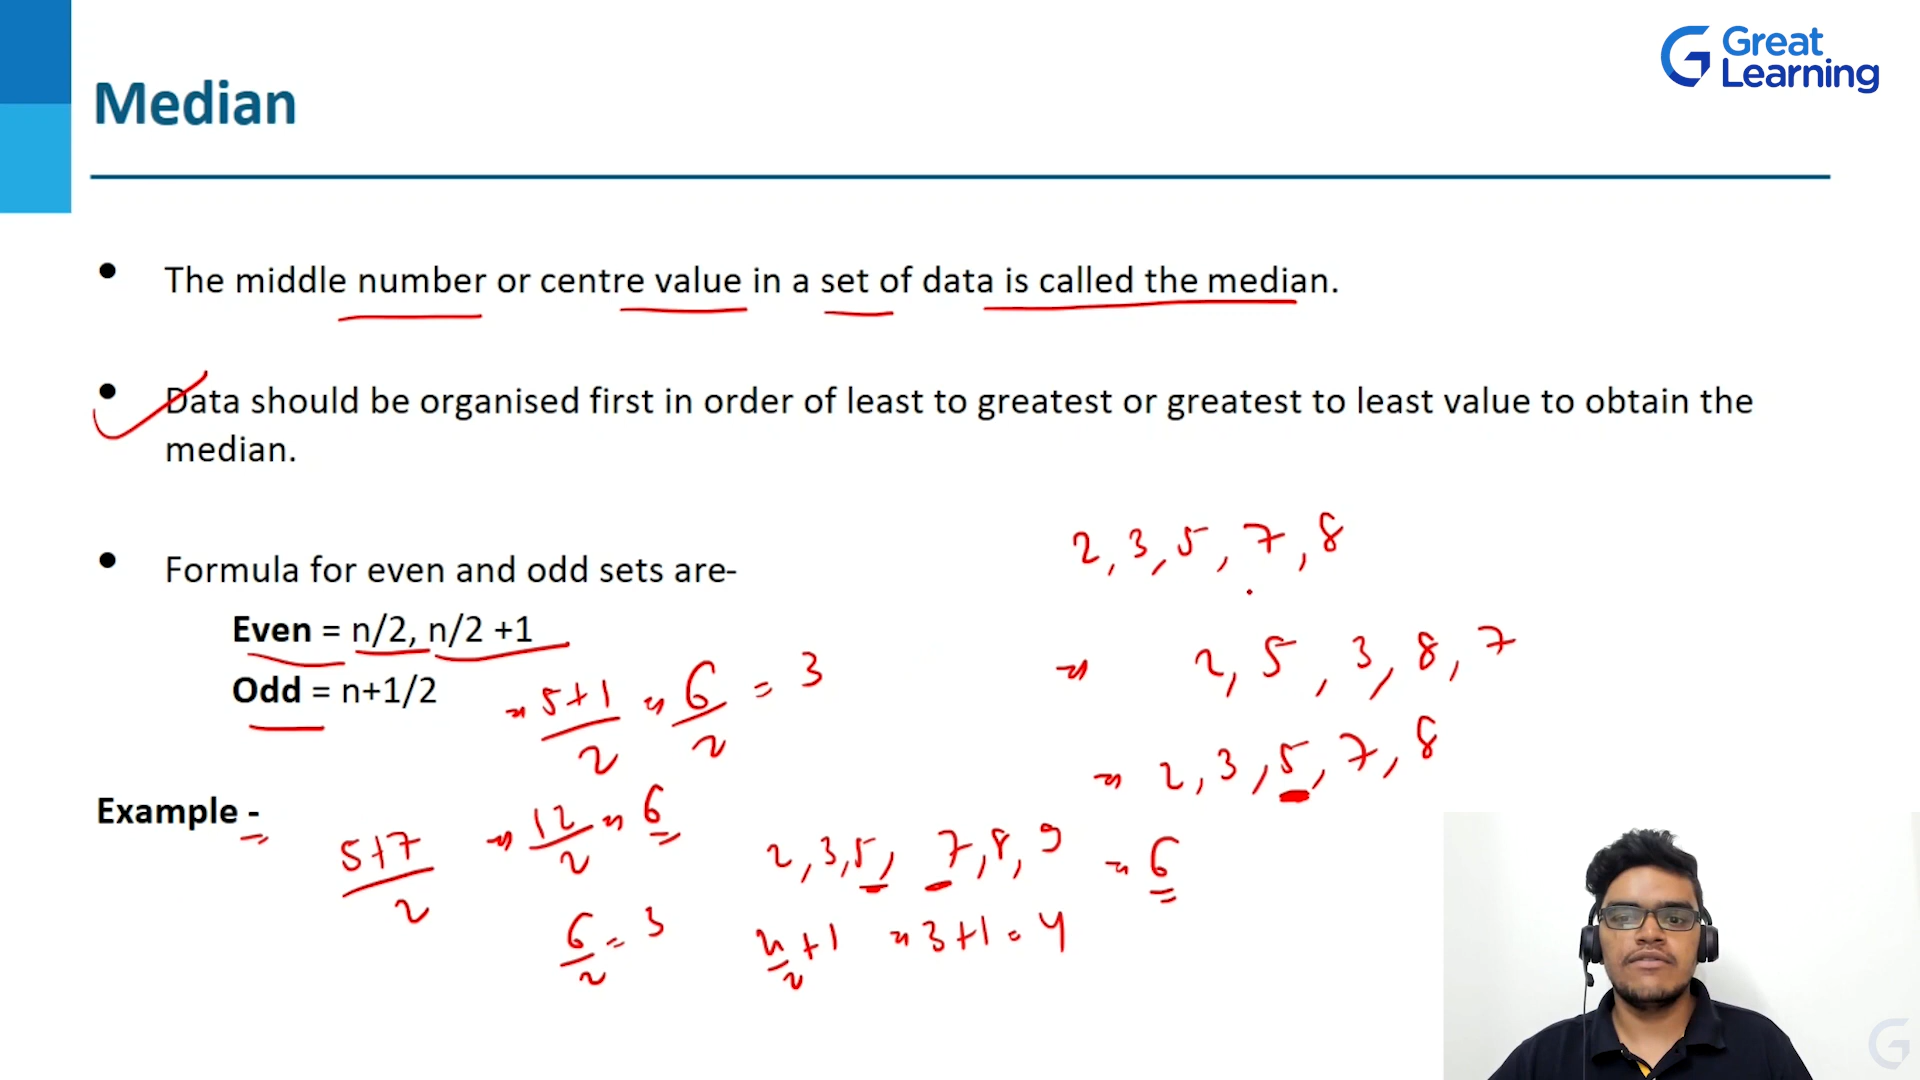 Great
Learning
Median
• The middle number or centre value in a set of data is called the median.
• Data should be organised first in order of least to greatest or greatest to least value to obtain the
median.
2, 3, 5, 7, 8
• Formula for even and odd sets are-
Even = n/2, n/2 +1
2, 5, 3, 8, 7
Odd = n+1/2
= 5+1/2 = 6/2 = 3
= 2, 3, 5, 7, 8
Example -
5+7/2 = 12/2 = 6
2, 3, 5, 7, 8, 9 = 6
6/2 = 3
n/2 +1 = 3+1 = 4